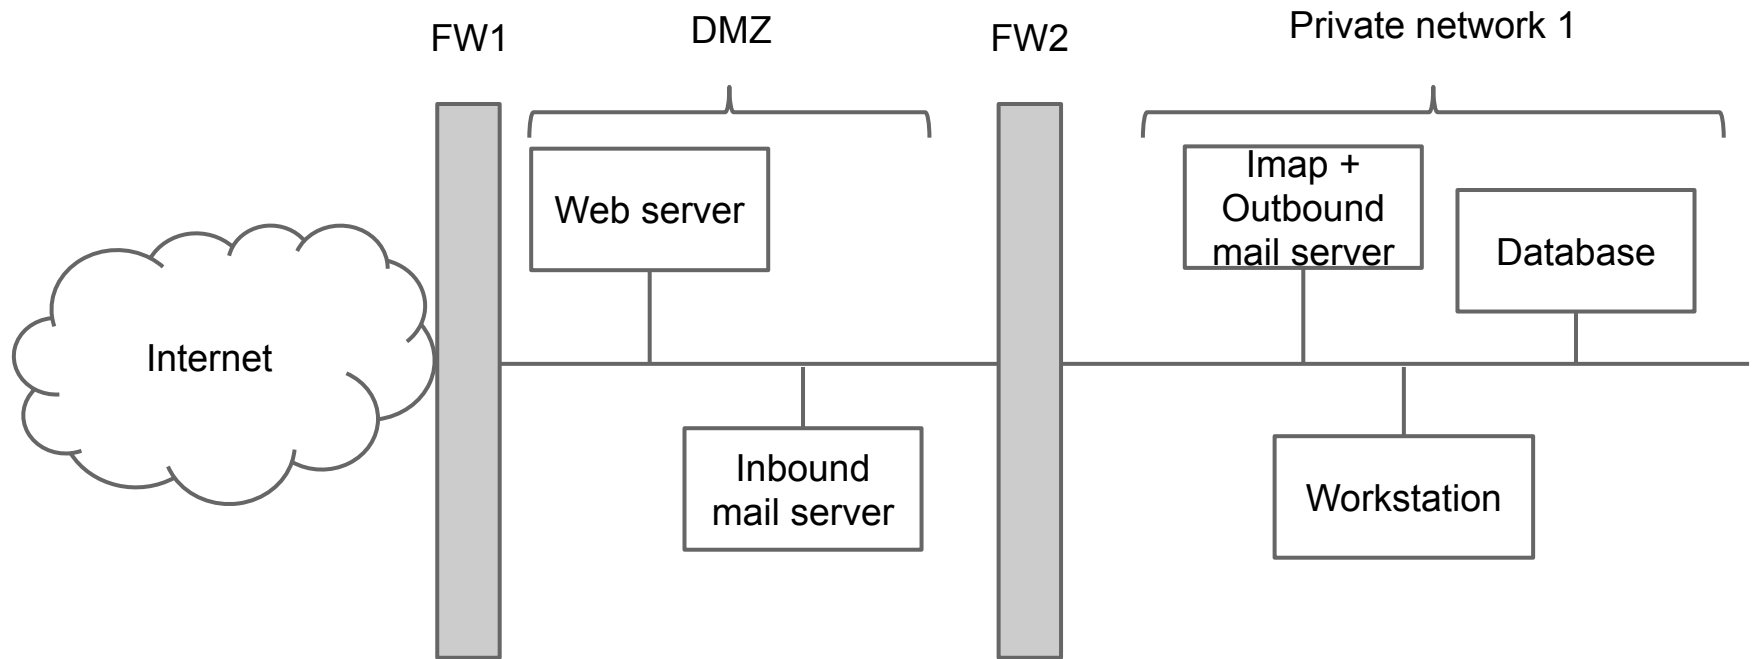 FW1
DMZ
FW2
Private network 1
Web server
Imap +
Outbound
mail server
Database
Internet
Inbound
mail server
Workstation